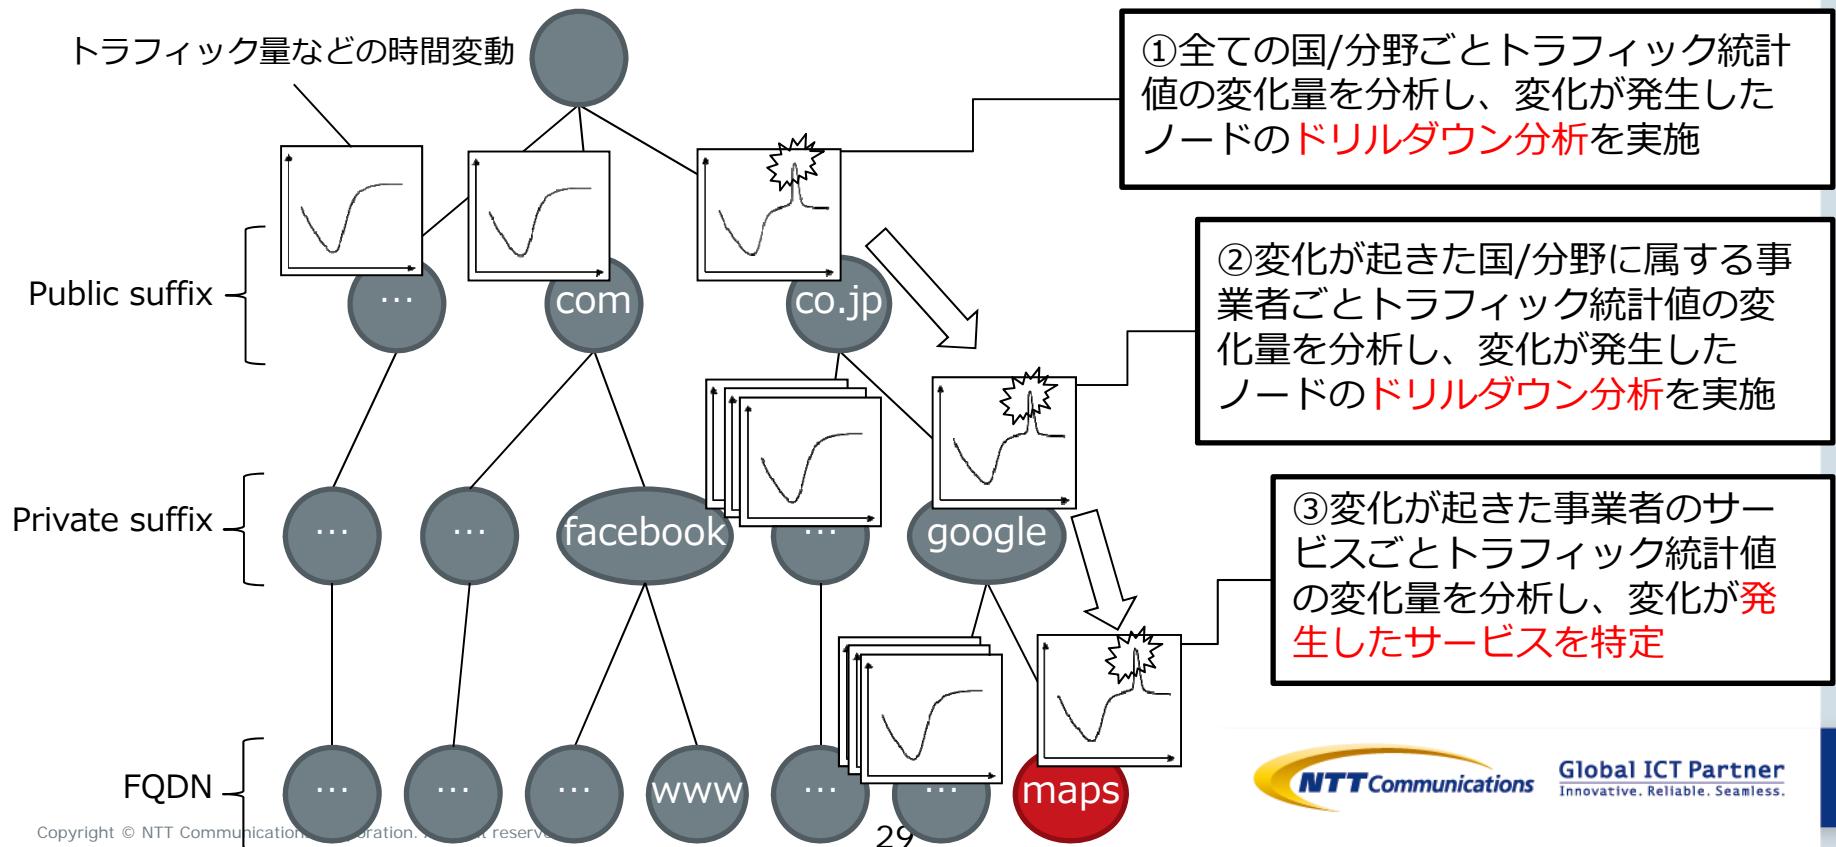 トラフィック量などの時間変動
①全ての国/分野ごとトラフィック統計
値の変化量を分析し、変化が発生した
ノードのドリルダウン分析を実施
②変化が起きた国/分野に属する事
業者ごとトラフィック統計値の変
化量を分析し、変化が発生した
ノードのドリルダウン分析を実施
Public suffix
…
com
co.jp
Private suffix
…
…
facebook
…
google
③変化が起きた事業者のサー
ビスごとトラフィック統計値
の変化量を分析し、変化が発
生したサービスを特定
FQDN
…
…
…
www
…
…
maps
NTT Communications
Global ICT Partner
Innovative. Reliable. Seamless.
Copyright © NTT
29